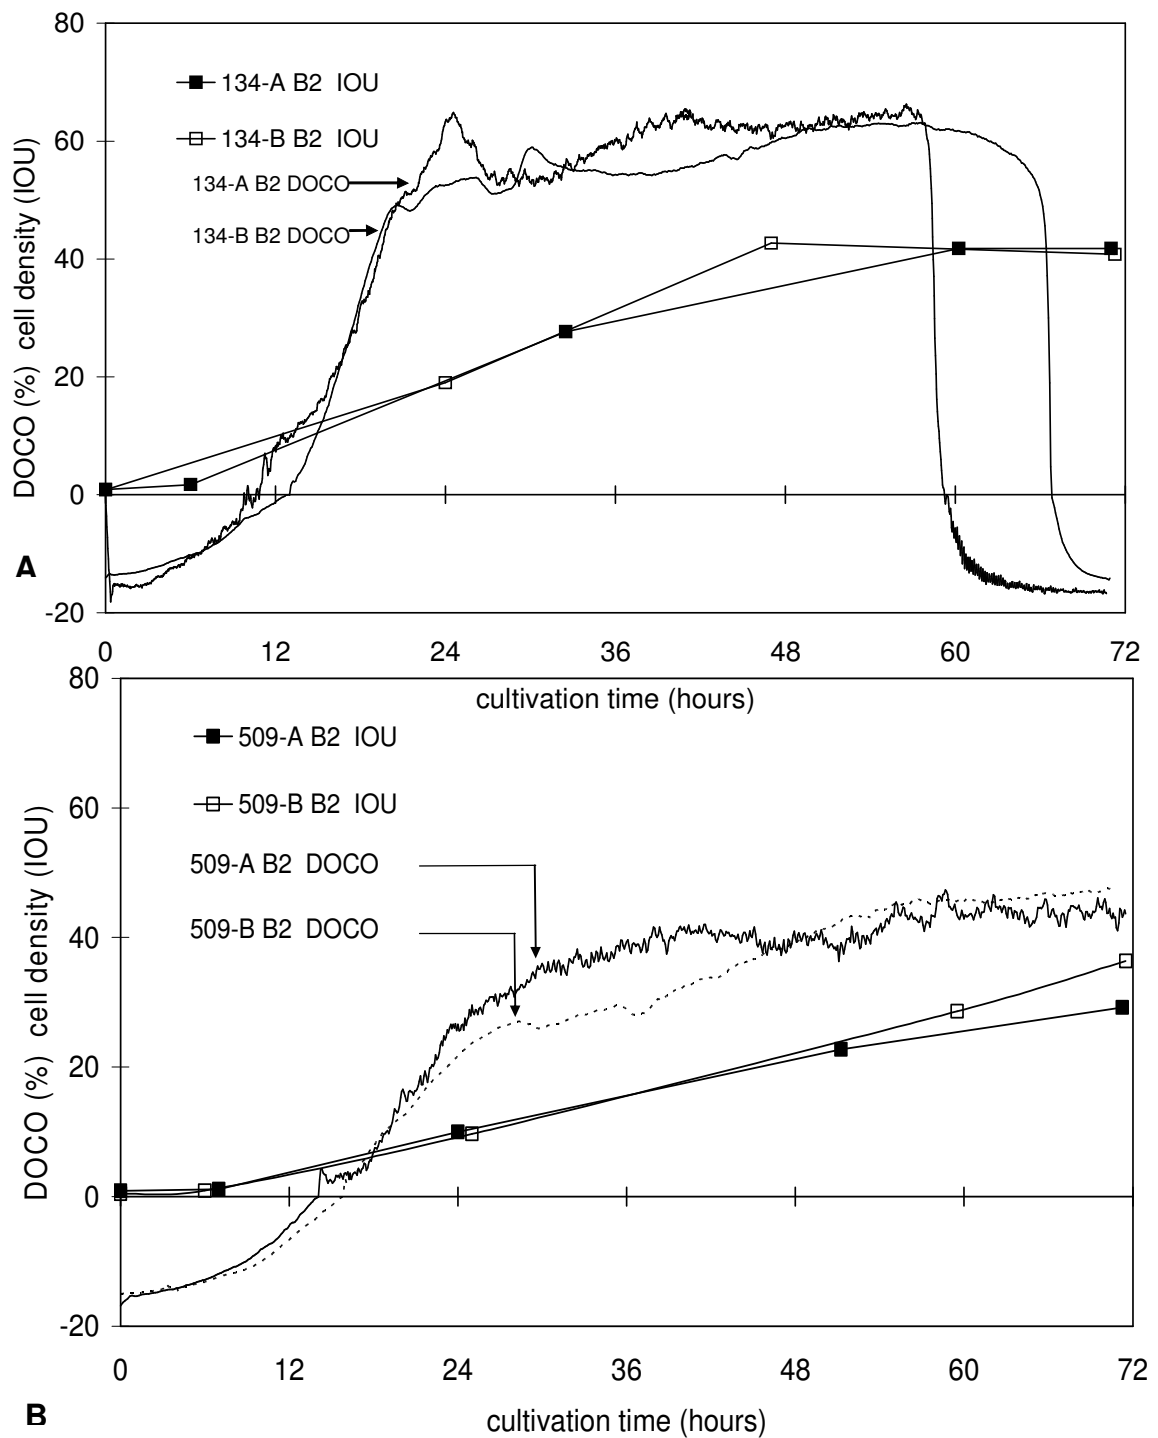 80
60
40
20
0
-20
DOCO (%)  cell density (IOU)
134-A B2  IOU
134-B B2  IOU
134-A B2 DOCO
134-B B2 DOCO
A
0 12 24 36 48 60 72
cultivation time (hours)
80
60
40
20
0
-20
DOCO (%)  cell density (IOU)
509-A B2  IOU
509-B B2  IOU
509-A B2  DOCO
509-B B2  DOCO
0 12 24 36 48 60 72
B
cultivation time (hours)